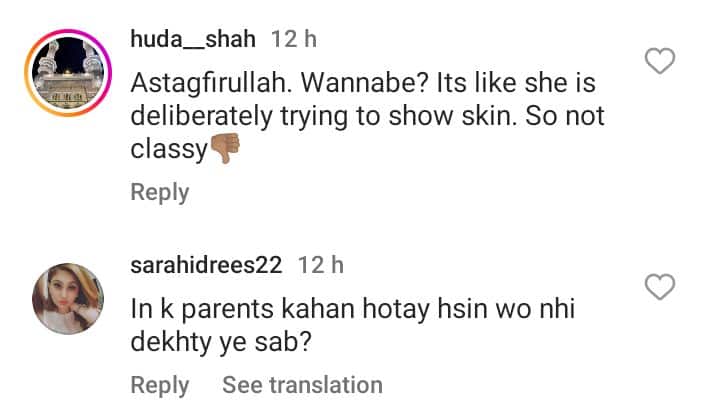 huda__shah 12 h
Astagfirullah. Wannabe? Its like she is
deliberately trying to show skin. So not
classy👎🏽
Reply
sarahidrees22 12 h
In k parents kahan hotay hsin wo nhi
dekhty ye sab?
Reply See translation